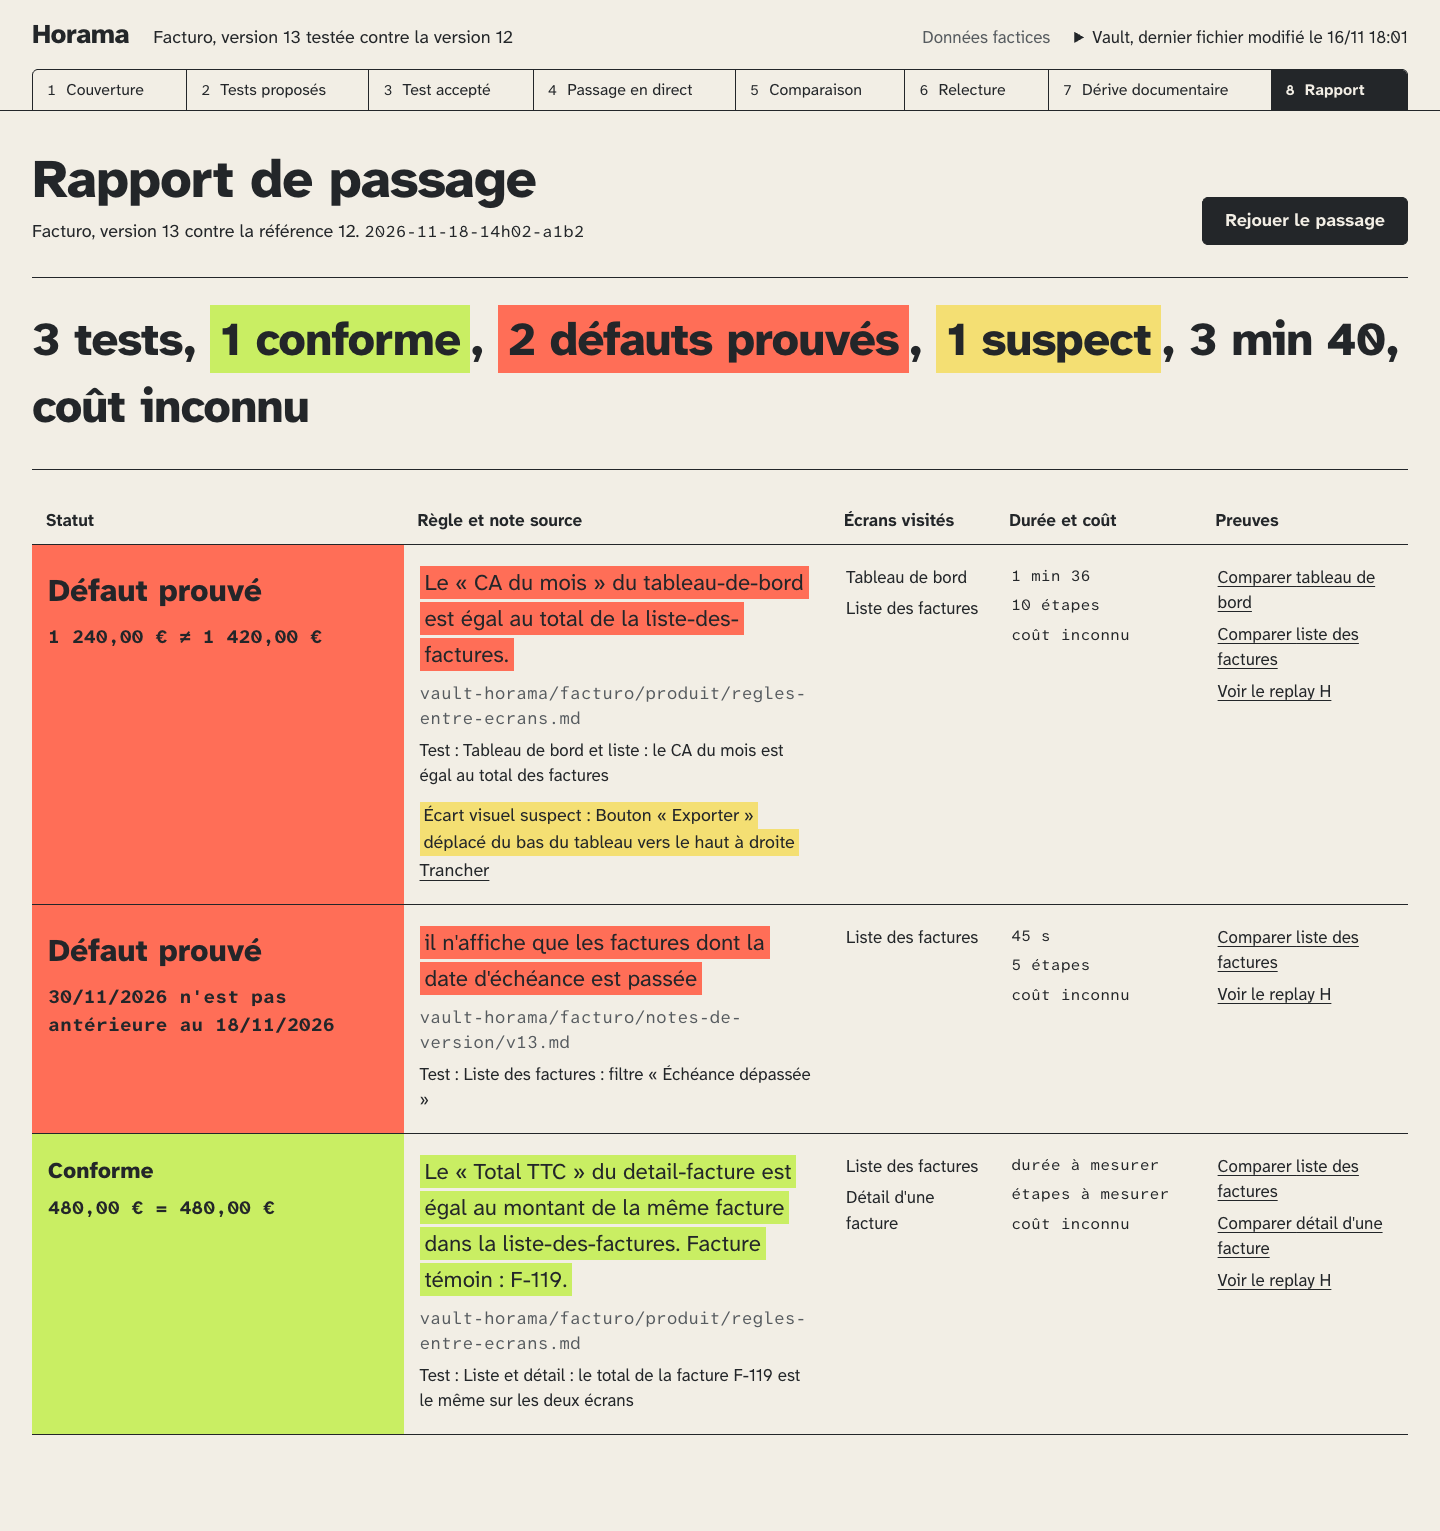 Horama
Facturo, version 13 testée contre la version 12
Données factices
▶ Vault, dernier fichier modifié le 16/11 18:01
1 Couverture
2 Tests proposés
3 Test accepté
4 Passage en direct
5 Comparaison
6 Relecture
7 Dérive documentaire
8 Rapport
Rapport de passage
Facturo, version 13 contre la référence 12. 2026-11-18-14h02-a1b2
Rejouer le passage
3 tests, 1 conforme, 2 défauts prouvés, 1 suspect, 3 min 40,
coût inconnu
Statut
Règle et note source
Écrans visités
Durée et coût
Preuves
Défaut prouvé
1 240,00 € ≠ 1 420,00 €
Le « CA du mois » du tableau-de-bord
est égal au total de la liste-des-
factures.
vault-horama/facturo/produit/regles-
entre-ecrans.md
Test : Tableau de bord et liste : le CA du mois est
égal au total des factures
Écart visuel suspect : Bouton « Exporter »
déplacé du bas du tableau vers le haut à droite
Trancher
Tableau de bord
Liste des factures
1 min 36
10 étapes
coût inconnu
Comparer tableau de
bord
Comparer liste des
factures
Voir le replay H
Défaut prouvé
30/11/2026 n'est pas
antérieure au 18/11/2026
il n'affiche que les factures dont la
date d'échéance est passée
vault-horama/facturo/notes-de-
version/v13.md
Test : Liste des factures : filtre « Échéance dépassée
»
Liste des factures
45 s
5 étapes
coût inconnu
Comparer liste des
factures
Voir le replay H
Conforme
480,00 € = 480,00 €
Le « Total TTC » du detail-facture est
égal au montant de la même facture
dans la liste-des-factures. Facture
témoin : F-119.
vault-horama/facturo/produit/regles-
entre-ecrans.md
Test : Liste et détail : le total de la facture F-119 est
le même sur les deux écrans
Liste des factures
Détail d'une
facture
durée à mesurer
étapes à mesurer
coût inconnu
Comparer liste des
factures
Comparer détail d'une
facture
Voir le replay H